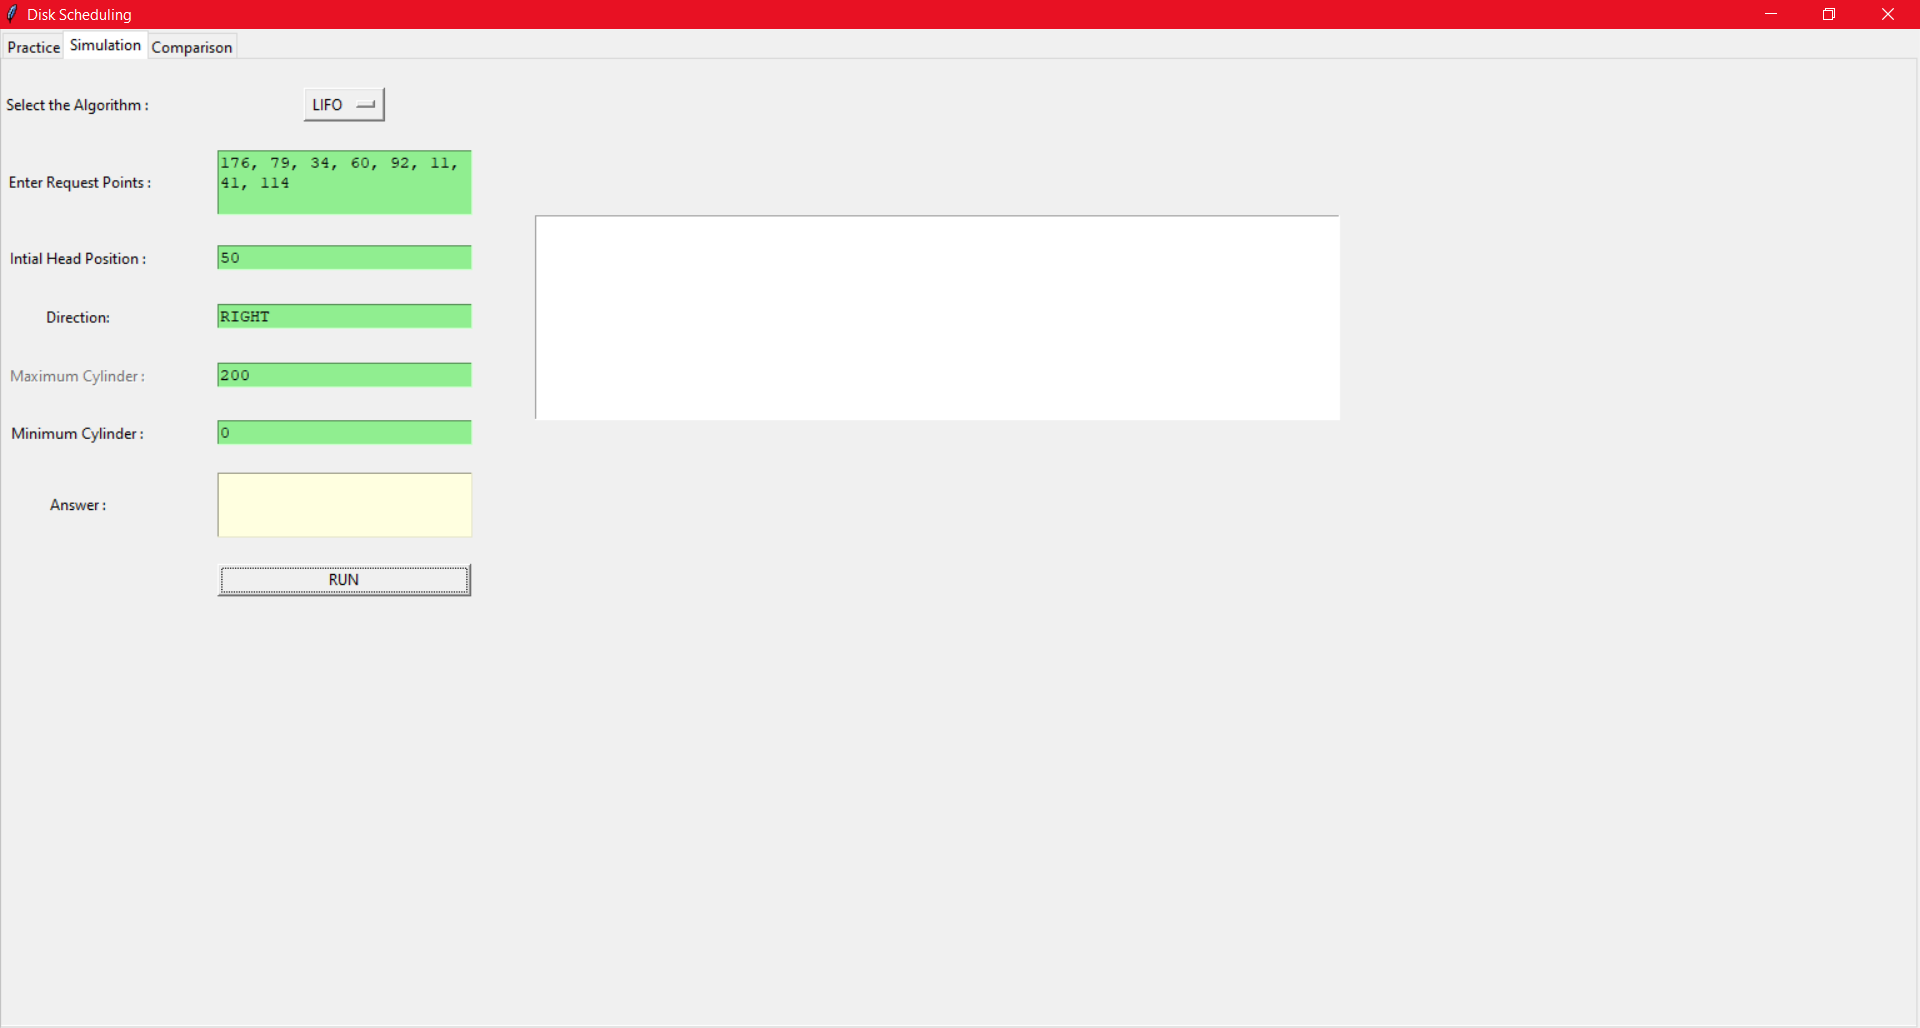 Disk Scheduling
Practice Simulation Comparison
Select the Algorithm : LIFO
Enter Request Points : 176, 79, 34, 60, 92, 11,
41, 114
Intial Head Position : 50
Direction: RIGHT
Maximum Cylinder : 200
Minimum Cylinder : 0
Answer :
RUN